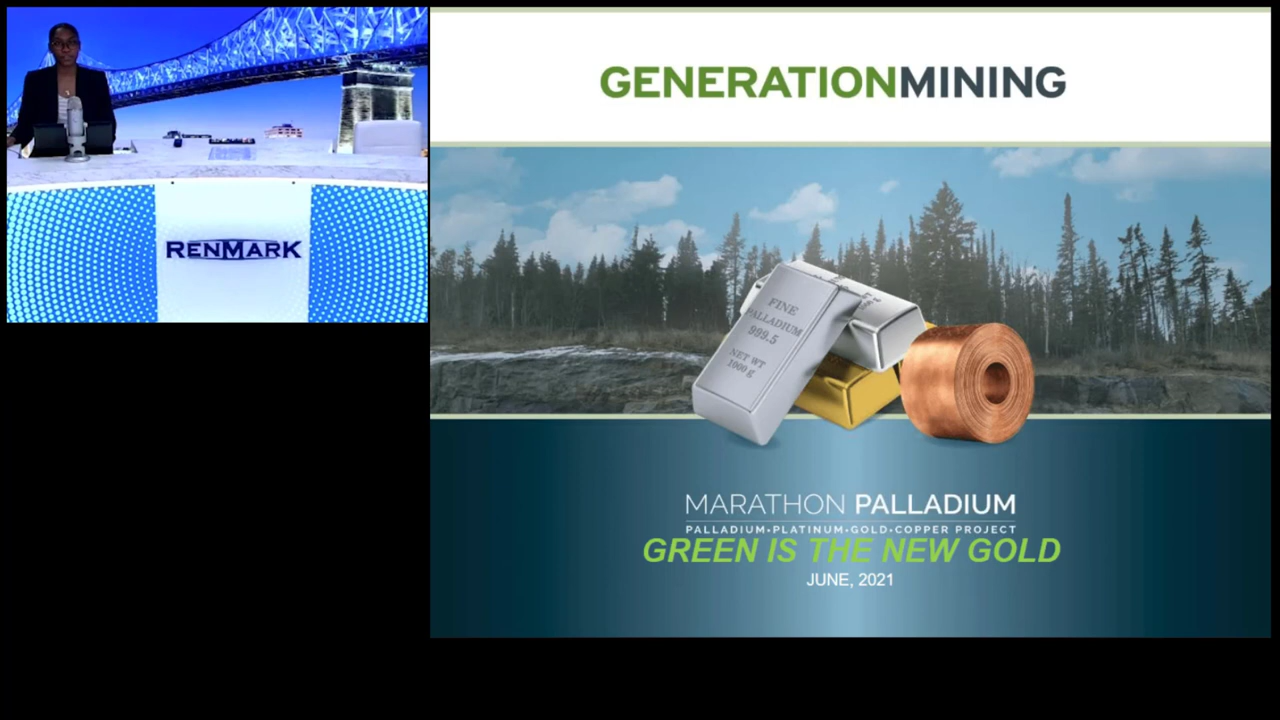 RENMARK
GENERATIONMINING
FINE
PALLADIUM
999.5
NET WT
1000 g
MARATHON PALLADIUM
PALLADIUM•PLATINUM•GOLD•COPPER PROJECT
GREEN IS THE NEW GOLD
JUNE, 2021